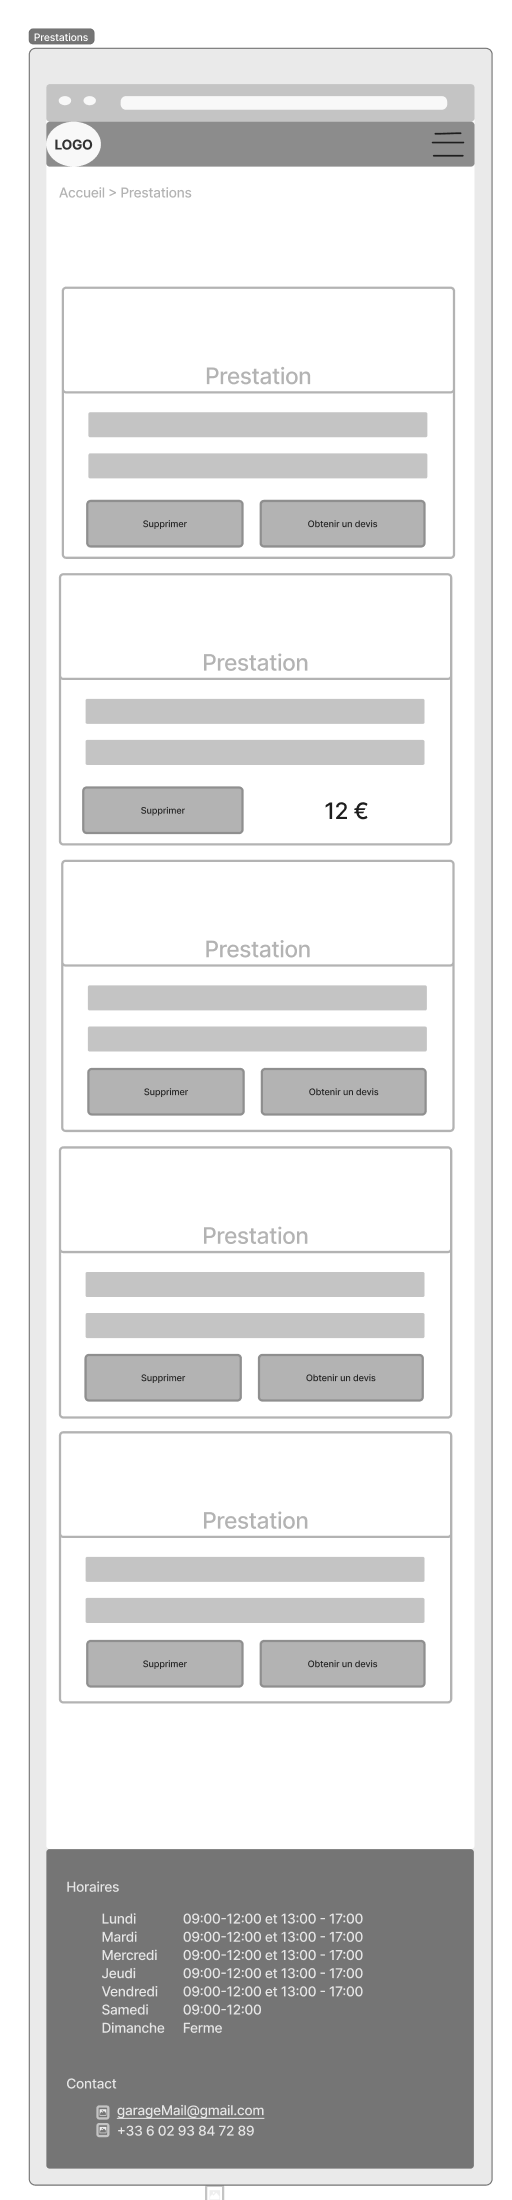 Prestations
LOGO
Accueil > Prestations
Prestation
Supprimer
Obtenir un devis
Prestation
Supprimer
12 €
Prestation
Supprimer
Obtenir un devis
Prestation
Supprimer
Obtenir un devis
Prestation
Supprimer
Obtenir un devis
Horaires
Lundi 09:00-12:00 et 13:00 - 17:00
Mardi 09:00-12:00 et 13:00 - 17:00
Mercredi 09:00-12:00 et 13:00 - 17:00
Jeudi 09:00-12:00 et 13:00 - 17:00
Vendredi 09:00-12:00 et 13:00 - 17:00
Samedi 09:00-12:00
Dimanche Ferme
Contact
garageMail@gmail.com
+33 6 02 93 84 72 89